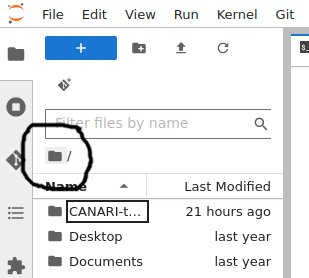 File Edit View Run Kernel Git
+
Filter files by name
/
Name Last Modified
CANARI-t... 21 hours ago
Desktop last year
Documents last year